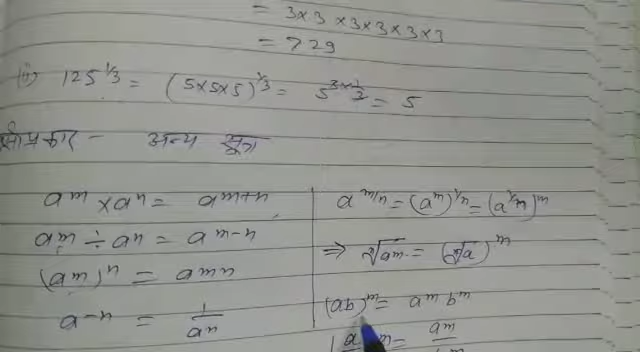 = 3×3×3×3×3×3
= 729
ii) 125^1/3 = (5×5×5)^1/3 = 5^3×1/3 = 5
अन्य सूत्र
a^m × a^n = a^m+n
a^m ÷ a^n = a^m-n
(a^m)^n = a^mn
a^-n = 1/a^n
a^m/n = (a^m)^1/n = (a^1/n)^m
⇒ ⁿ√a^m = (ⁿ√a)^m
(ab)^m = a^m b^m